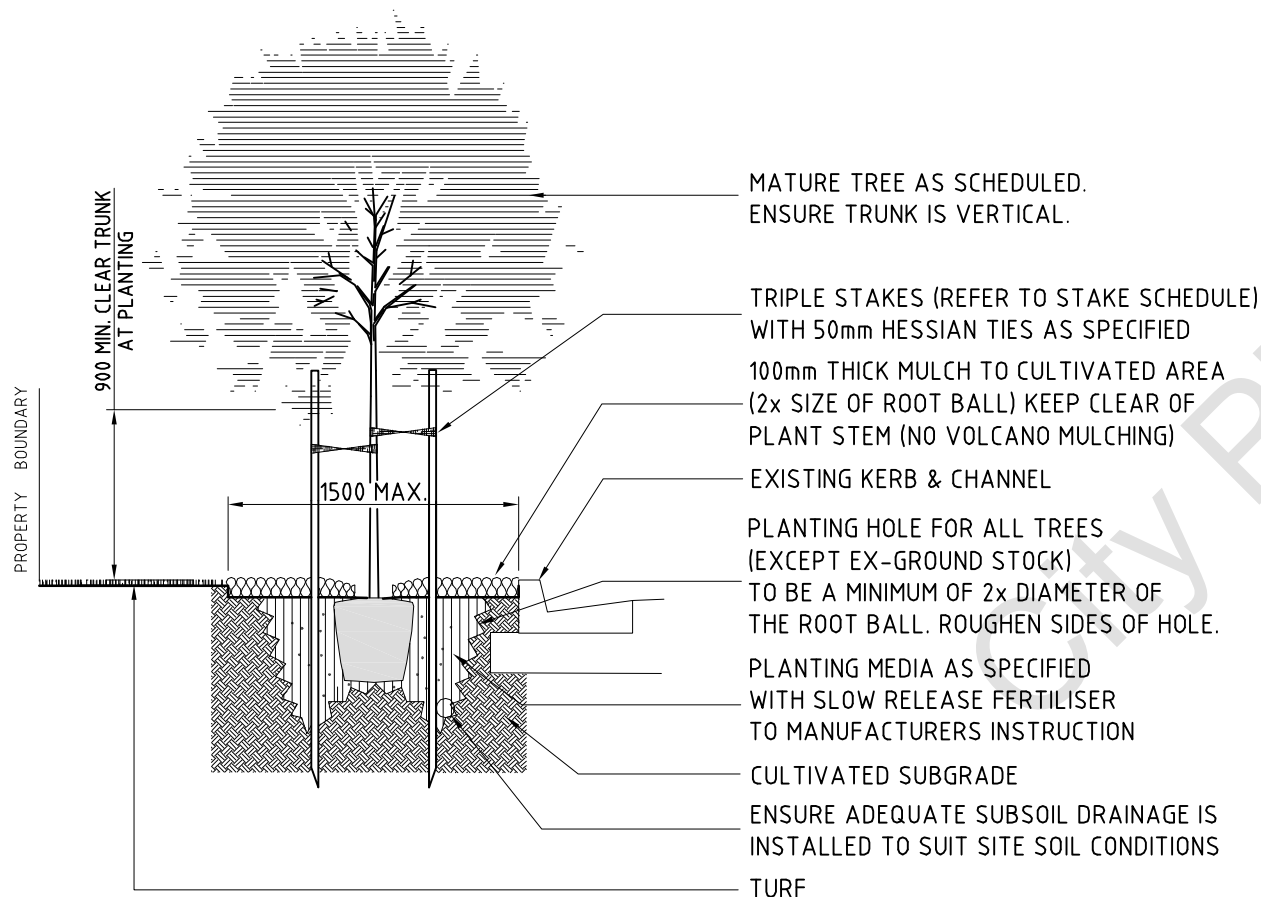 MATURE TREE AS SCHEDULED.
ENSURE TRUNK IS VERTICAL.
900 MIN. CLEAR TRUNK
AT PLANTING
TRIPLE STAKES (REFER TO STAKE SCHEDULE)
WITH 50mm HESSIAN TIES AS SPECIFIED
100mm THICK MULCH TO CULTIVATED AREA
(2x SIZE OF ROOT BALL) KEEP CLEAR OF
PLANT STEM (NO VOLCANO MULCHING)
PROPERTY BOUNDARY
1500 MAX.
EXISTING KERB & CHANNEL
PLANTING HOLE FOR ALL TREES
(EXCEPT EX-GROUND STOCK)
TO BE A MINIMUM OF 2x DIAMETER OF
THE ROOT BALL. ROUGHEN SIDES OF HOLE.
PLANTING MEDIA AS SPECIFIED
WITH SLOW RELEASE FERTILISER
TO MANUFACTURERS INSTRUCTION
CULTIVATED SUBGRADE
ENSURE ADEQUATE SUBSOIL DRAINAGE IS
INSTALLED TO SUIT SITE SOIL CONDITIONS
TURF
City